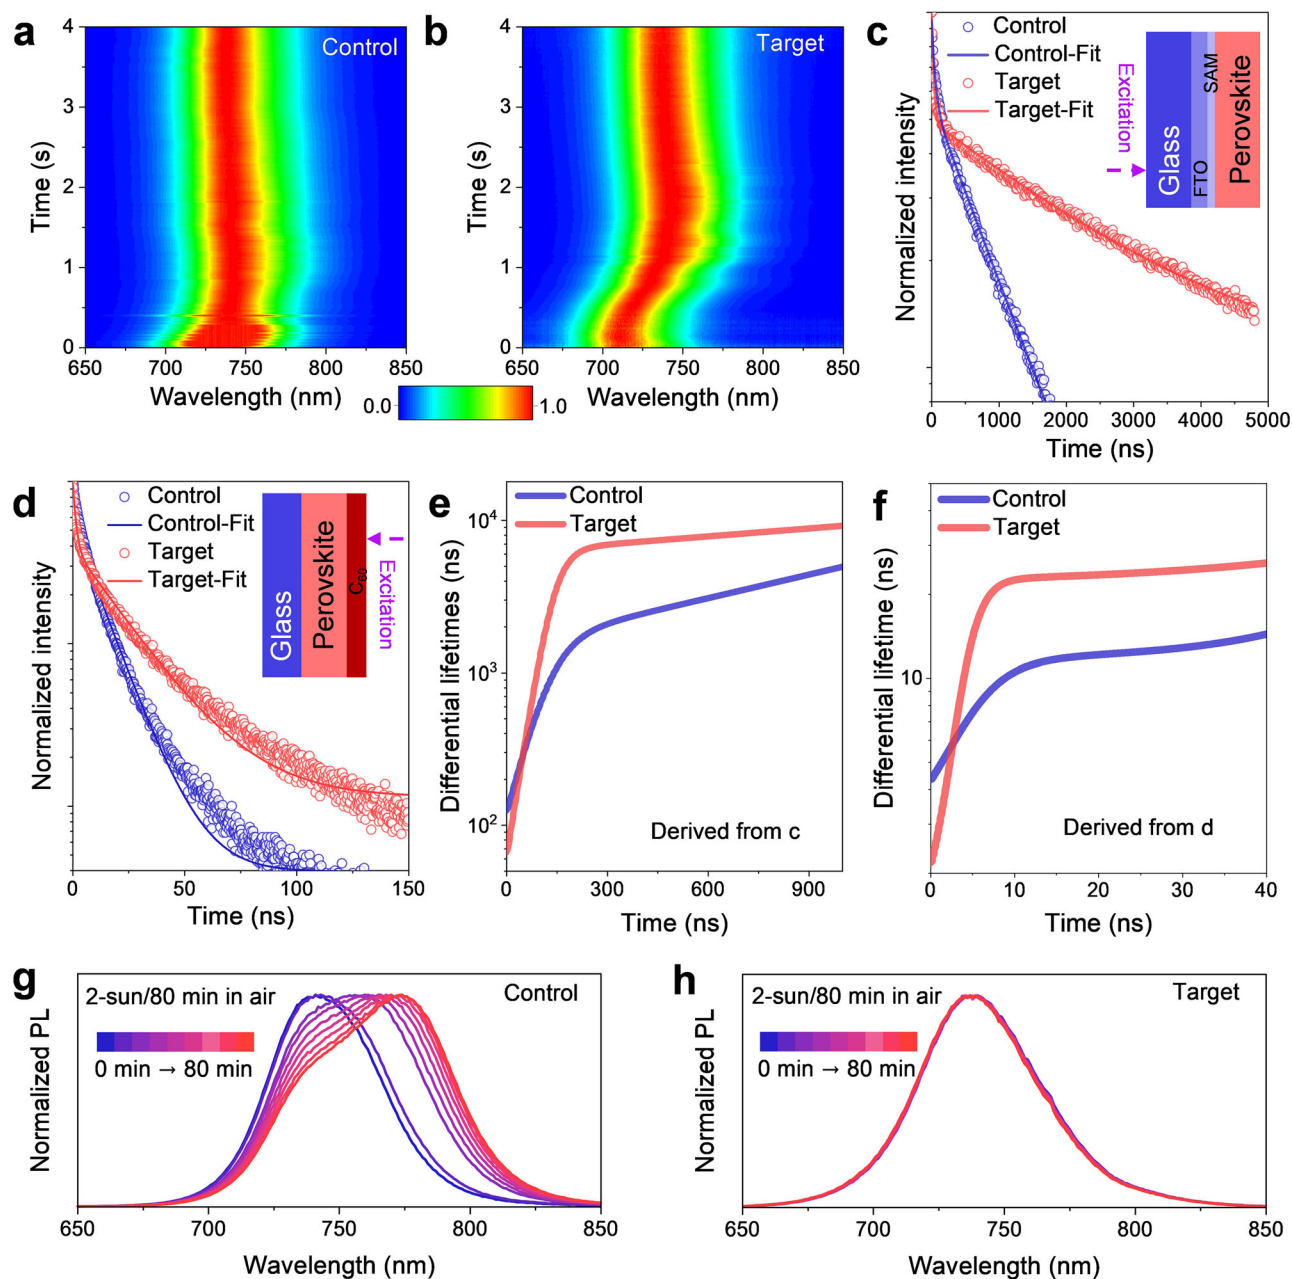 a
Control
4
3
2
1
0
Time (s)
650
700
750
800
850
Wavelength (nm)
b
Target
4
3
2
1
0
Time (s)
650
700
750
800
850
Wavelength (nm)
0.0
1.0
c
Control
Control-Fit
Target
Target-Fit
Excitation
Glass
FTO
SAM
Perovskite
Normalized intensity
0
1000
2000
3000
4000
5000
Time (ns)
d
Control
Control-Fit
Target
Target-Fit
Glass
Perovskite
C₆₀
Excitation
Normalized intensity
0
50
100
150
Time (ns)
e
Control
Target
10⁴
10³
10²
Differential lifetimes (ns)
Derived from c
0
300
600
900
Time (ns)
f
Control
Target
10
Differential lifetime (ns)
Derived from d
0
10
20
30
40
Time (ns)
g
2-sun/80 min in air
Control
0 min → 80 min
Normalized PL
650
700
750
800
850
Wavelength (nm)
h
2-sun/80 min in air
Target
0 min → 80 min
Normalized PL
650
700
750
800
850
Wavelength (nm)